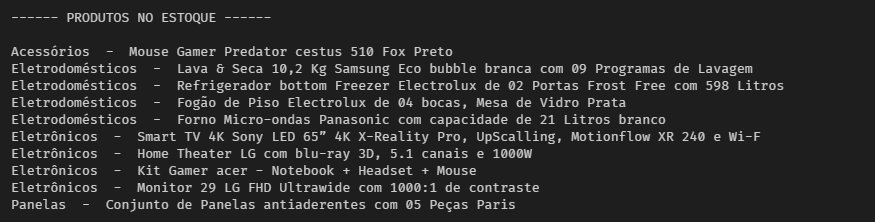 ------ PRODUTOS NO ESTOQUE ------
Acessórios  -  Mouse Gamer Predator cestus 510 Fox Preto
Eletrodomésticos  -  Lava & Seca 10,2 Kg Samsung Eco bubble branca com 09 Programas de Lavagem
Eletrodomésticos  -  Refrigerador bottom Freezer Electrolux de 02 Portas Frost Free com 598 Litros
Eletrodomésticos  -  Fogão de Piso Electrolux de 04 bocas, Mesa de Vidro Prata
Eletrodomésticos  -  Forno Micro-ondas Panasonic com capacidade de 21 Litros branco
Eletrônicos  -  Smart TV 4K Sony LED 65” 4K X-Reality Pro, UpScalling, Motionflow XR 240 e Wi-F
Eletrônicos  -  Home Theater LG com blu-ray 3D, 5.1 canais e 1000W
Eletrônicos  -  Kit Gamer acer - Notebook + Headset + Mouse
Eletrônicos  -  Monitor 29 LG FHD Ultrawide com 1000:1 de contraste
Panelas  -  Conjunto de Panelas antiaderentes com 05 Peças Paris